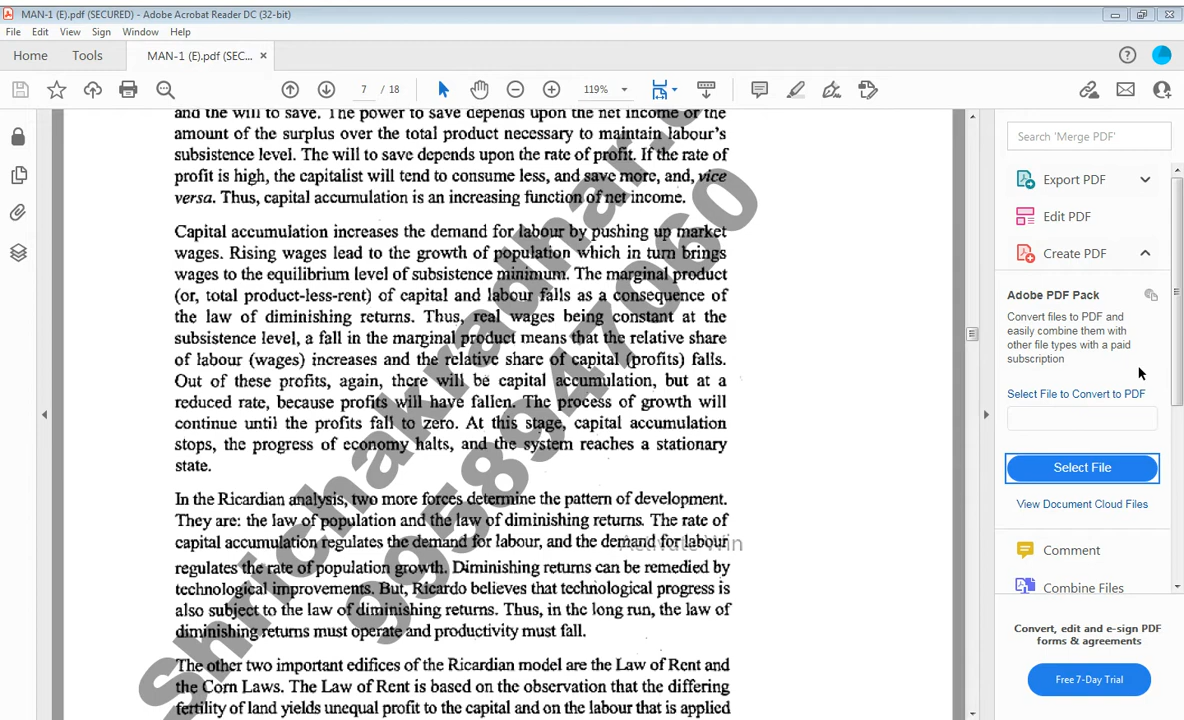 MAN-1 (E).pdf (SECURED) - Adobe Acrobat Reader DC (32-bit)
File Edit View Sign Window Help
Home Tools MAN-1 (E).pdf (SEC... ×
7 / 18 119%
and the will to save. The power to save depends upon the net income or the
amount of the surplus over the total product necessary to maintain labour's
subsistence level. The will to save depends upon the rate of profit. If the rate of
profit is high, the capitalist will tend to consume less, and save more, and, vice
versa. Thus, capital accumulation is an increasing function of net income.
Capital accumulation increases the demand for labour by pushing up market
wages. Rising wages lead to the growth of population which in turn brings
wages to the equilibrium level of subsistence minimum. The marginal product
(or, total product-less-rent) of capital and labour falls as a consequence of
the law of diminishing returns. Thus, real wages being constant at the
subsistence level, a fall in the marginal product means that the relative share
of labour (wages) increases and the relative share of capital (profits) falls.
Out of these profits, again, there will be capital accumulation, but at a
reduced rate, because profits will have fallen. The process of growth will
continue until the profits fall to zero. At this stage, capital accumulation
stops, the progress of economy halts, and the system reaches a stationary
state.
In the Ricardian analysis, two more forces determine the pattern of development.
They are: the law of population and the law of diminishing returns. The rate of
capital accumulation regulates the demand for labour, and the demand for labour
regulates the rate of population growth. Diminishing returns can be remedied by
technological improvements. But, Ricardo believes that technological progress is
also subject to the law of diminishing returns. Thus, in the long run, the law of
diminishing returns must operate and productivity must fall.
The other two important edifices of the Ricardian model are the Law of Rent and
the Corn Laws. The Law of Rent is based on the observation that the differing
fertility of land yields unequal profit to the capital and on the labour that is applied
shrichakradhar.c
9958947060
Activate Win
Search 'Merge PDF'
Export PDF
Edit PDF
Create PDF
Adobe PDF Pack
Convert files to PDF and
easily combine them with
other file types with a paid
subscription
Select File to Convert to PDF
Select File
View Document Cloud Files
Comment
Combine Files
Convert, edit and e-sign PDF
forms & agreements
Free 7-Day Trial